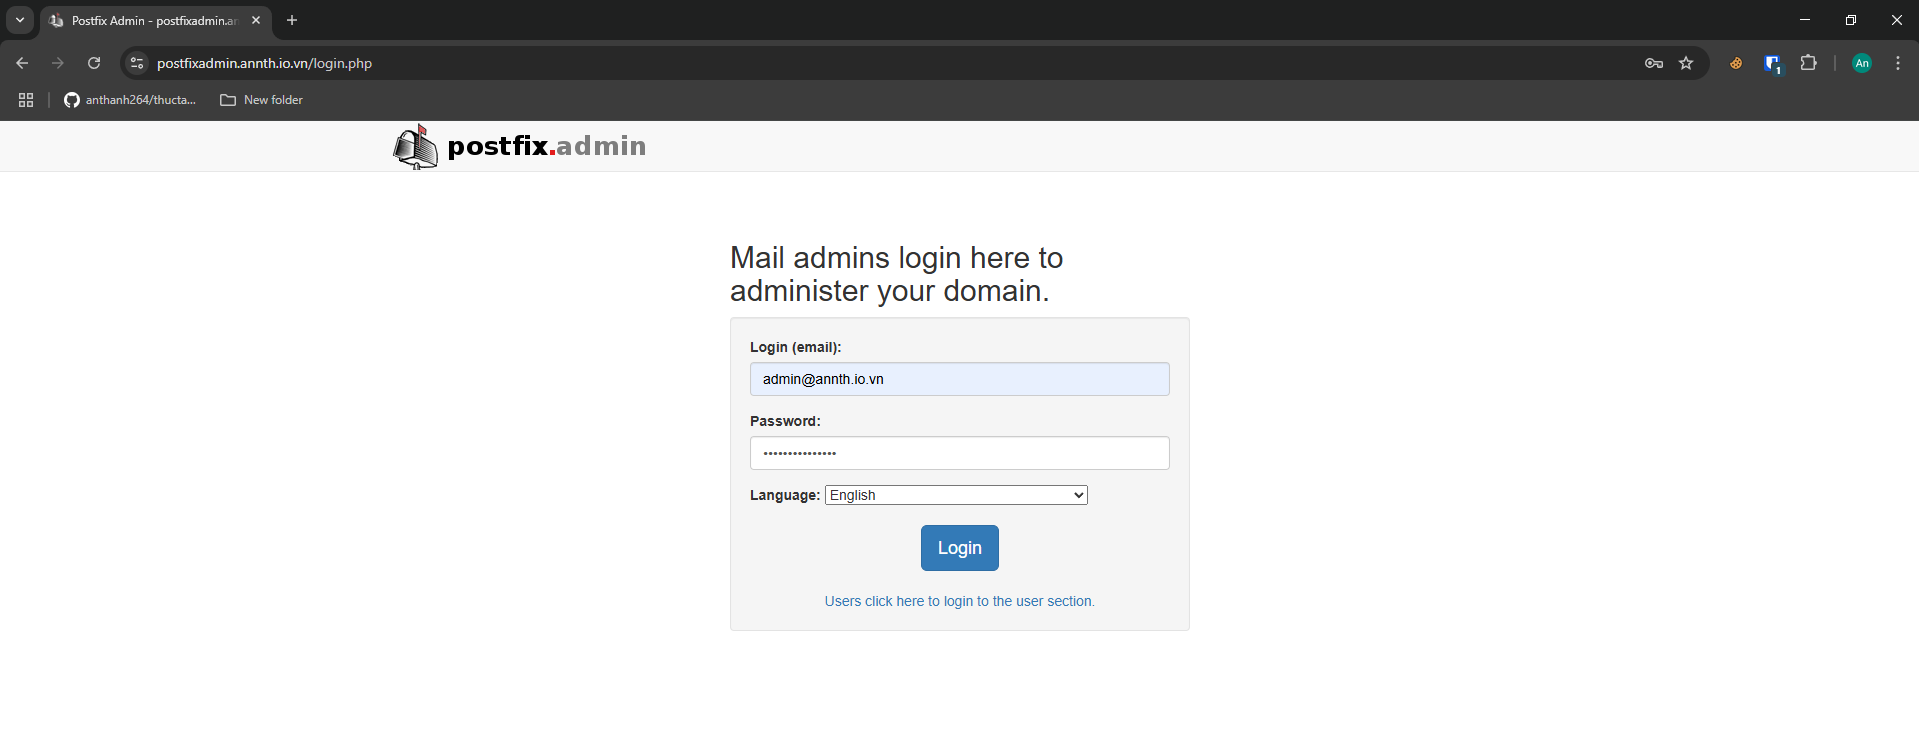 Postfix Admin - postfixadmin.an
postfixadmin.annth.io.vn/login.php
1
An
anthanh264/thucta...
New folder
postfix.admin
Mail admins login here to
administer your domain.
Login (email):
admin@annth.io.vn
Password:
•••••••••••••••
Language: English
Login
Users click here to login to the user section.